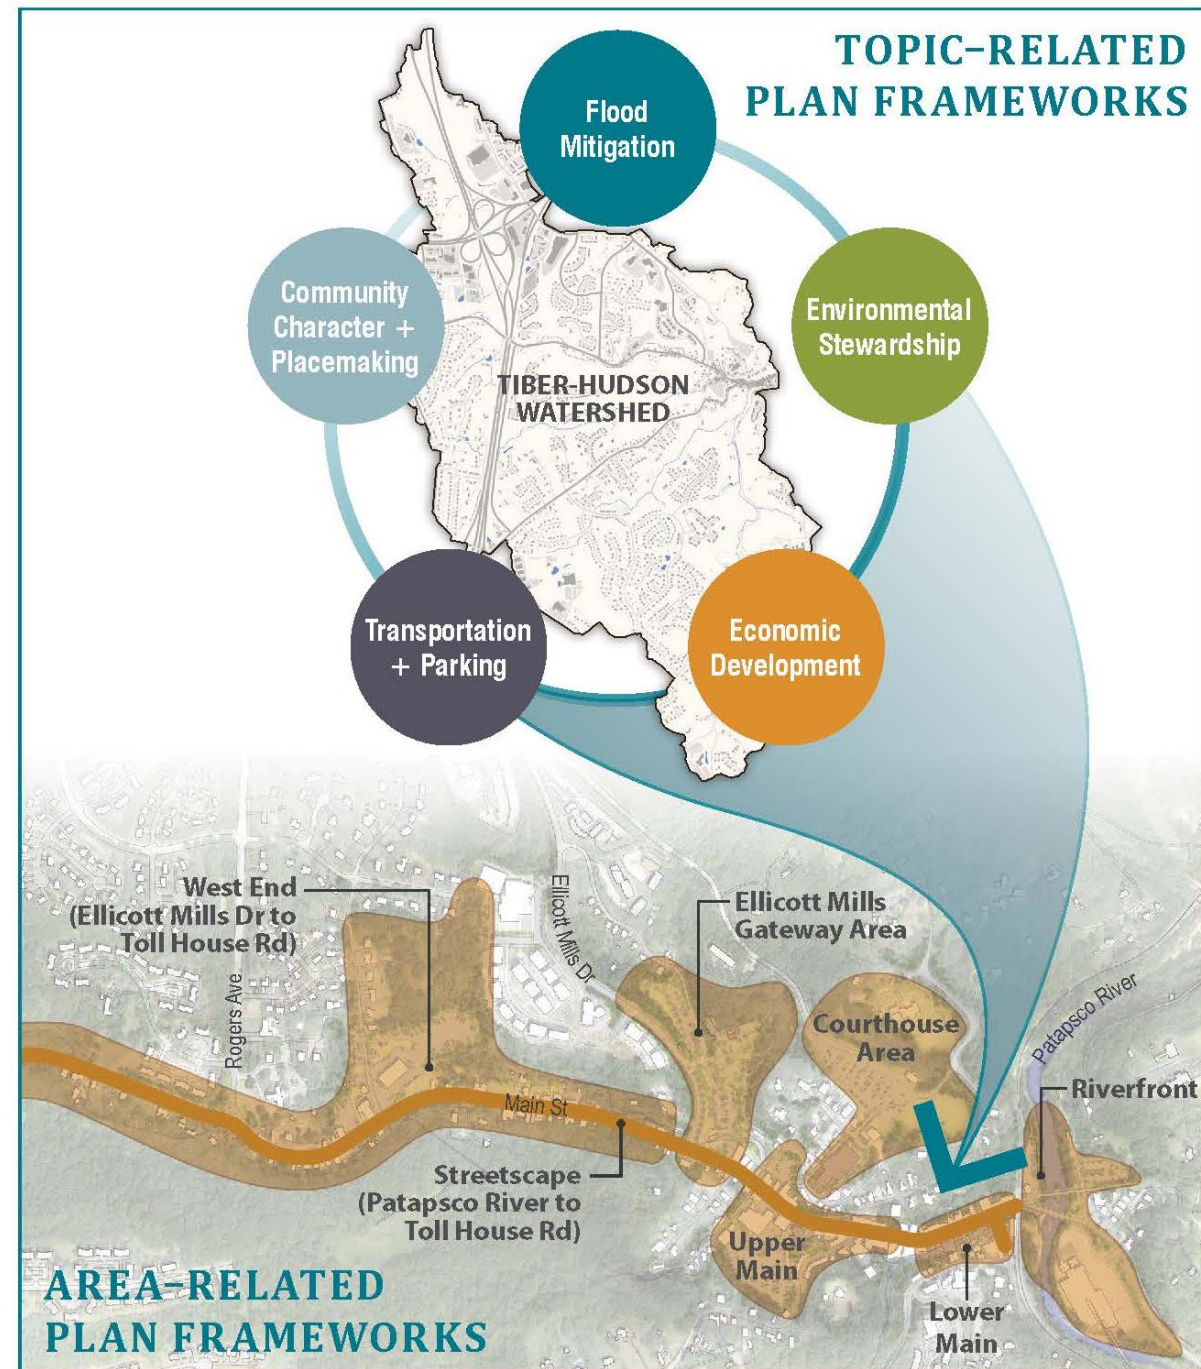 TOPIC-RELATED
PLAN FRAMEWORKS
Flood
Mitigation
Community
Character +
Placemaking
Environmental
Stewardship
TIBER-HUDSON
WATERSHED
Transportation
+ Parking
Economic
Development
West End
(Ellicott Mills Dr to
Toll House Rd)
Rogers Ave
Ellicott Mills Dr
Ellicott Mills
Gateway Area
Courthouse
Area
Patapsco River
Riverfront
Main St
Streetscape
(Patapsco River to
Toll House Rd)
Upper
Main
Lower
Main
AREA-RELATED
PLAN FRAMEWORKS